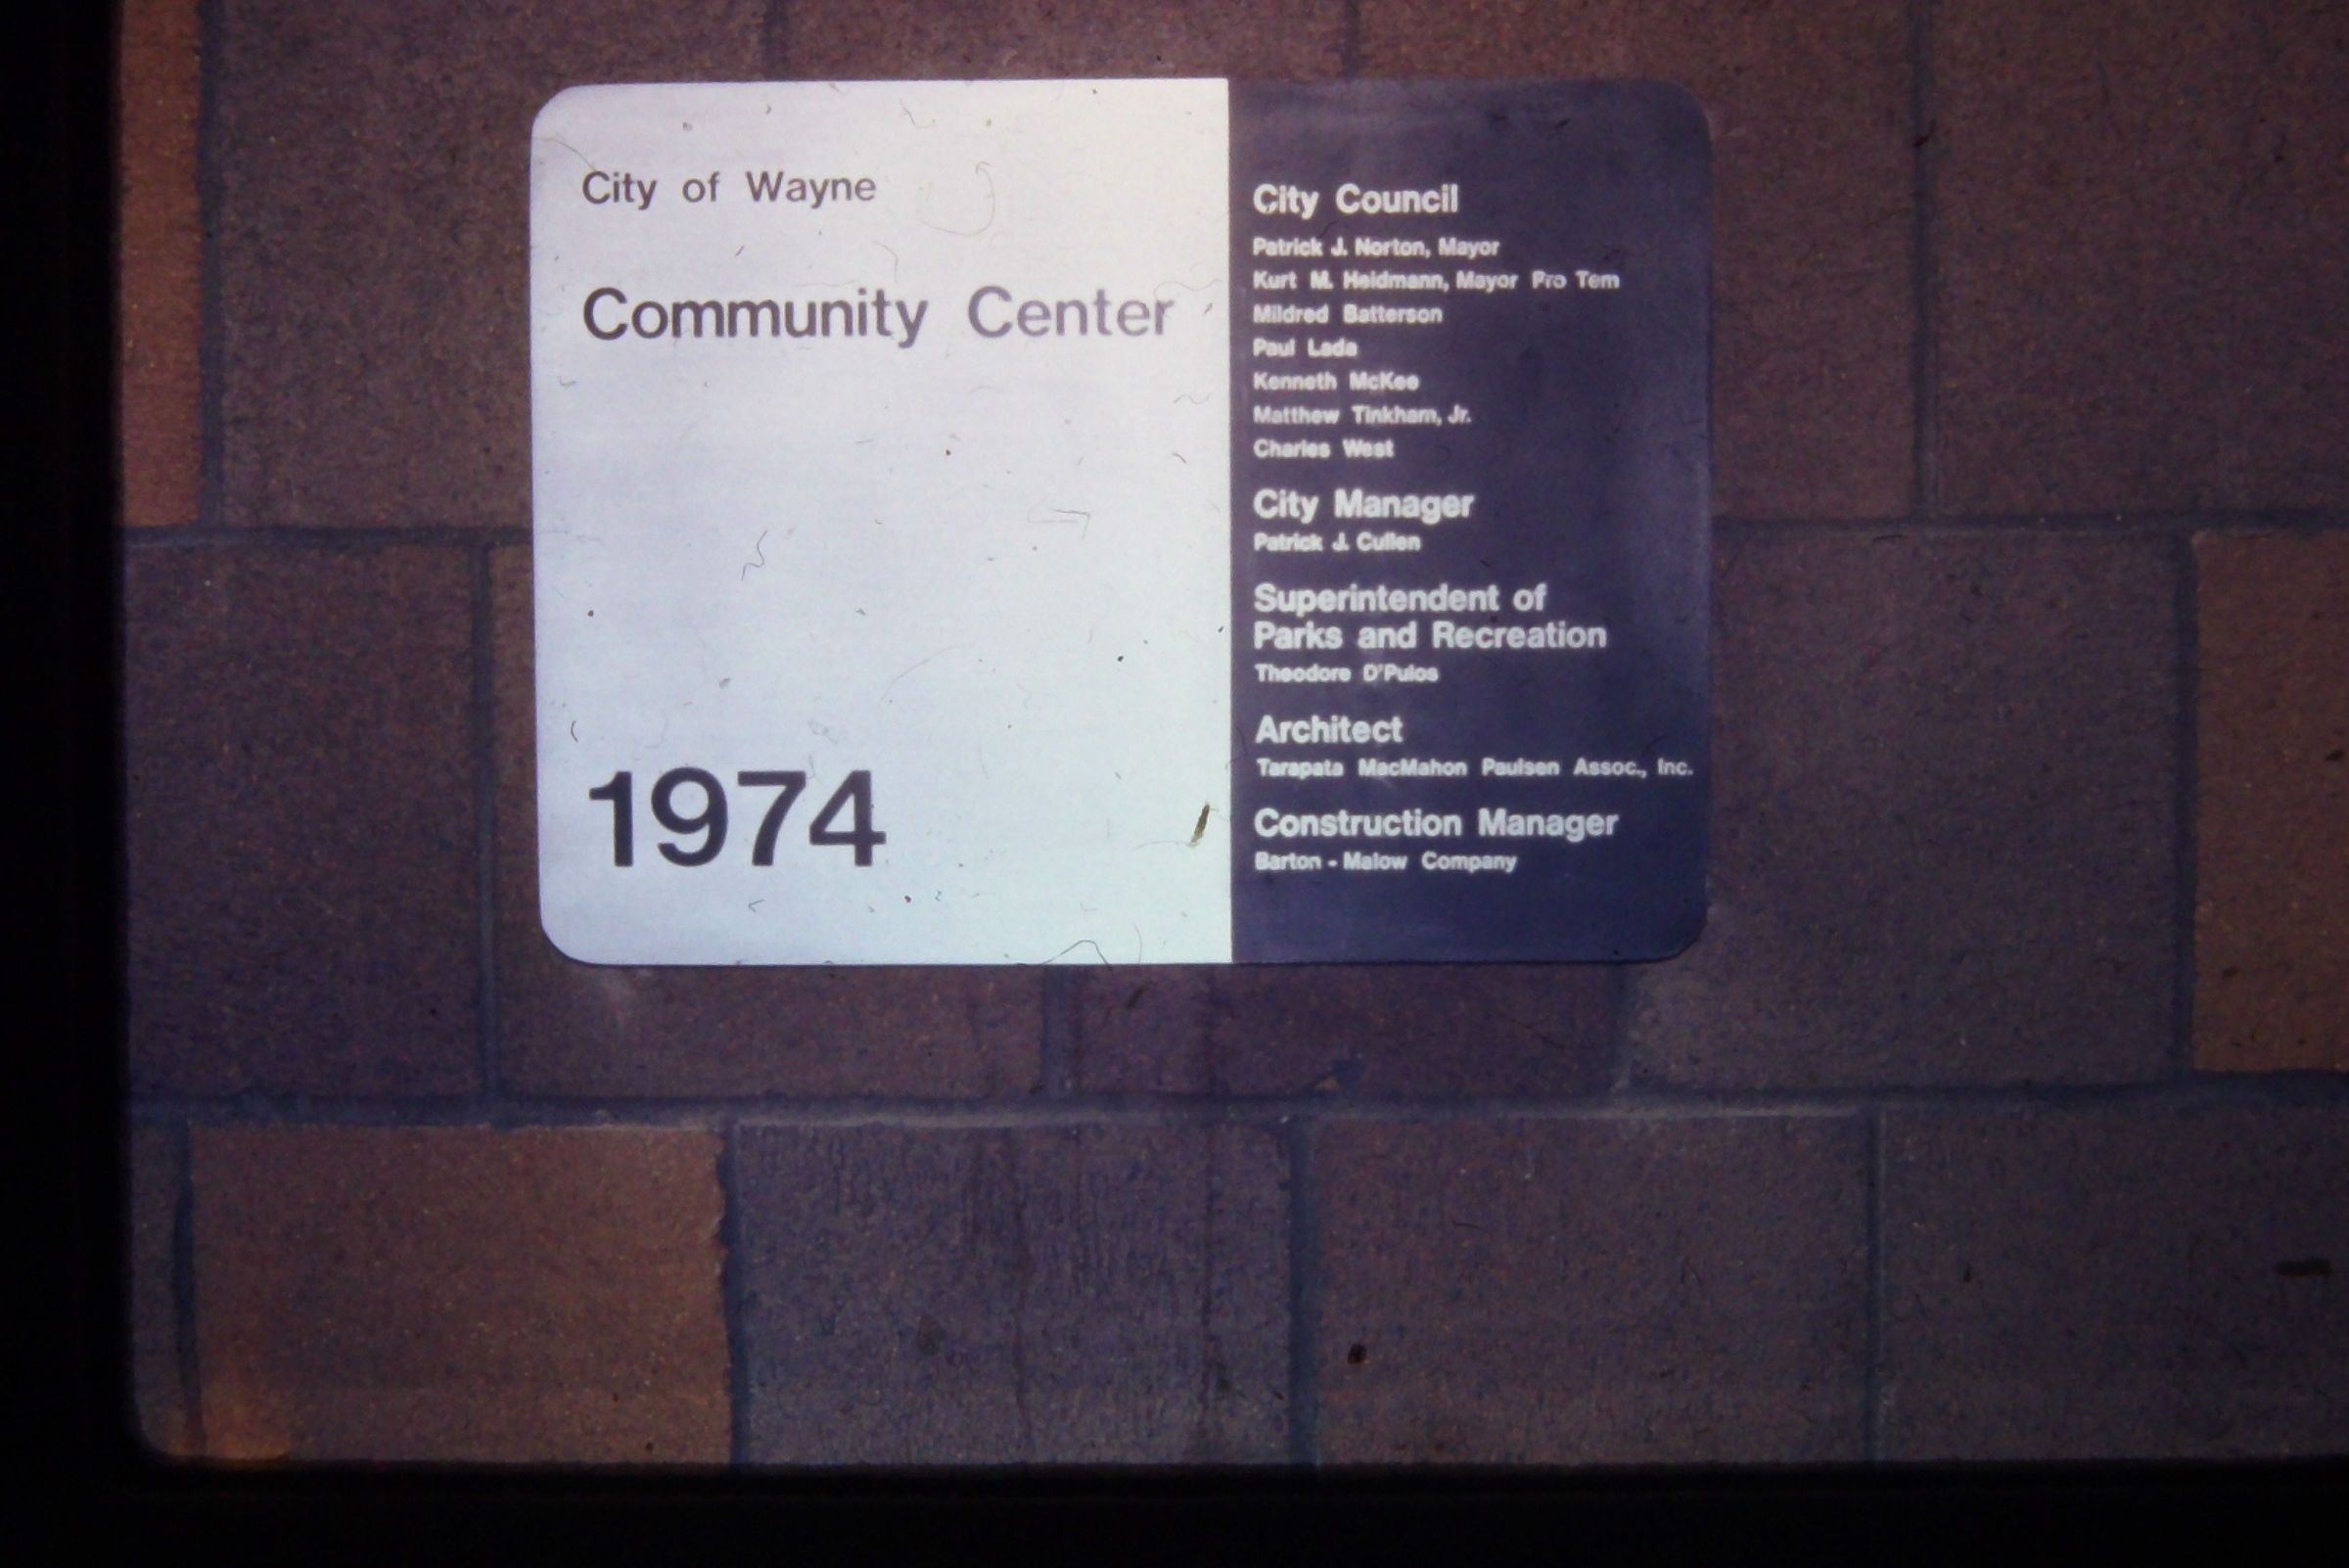 City of Wayne
Community Center
1974
City Council
Patrick J. Norton, Mayor
Kurt M. Heidmann, Mayor Pro Tem
Mildred Batterson
Paul Lada
Kenneth McKee
Matthew Tinkham, Jr.
Charles West
City Manager
Patrick J. Cullen
Superintendent of
Parks and Recreation
Theodore D'Pulos
Architect
Tarapata MacMahon Paulsen Assoc., Inc.
Construction Manager
Barton - Malow Company